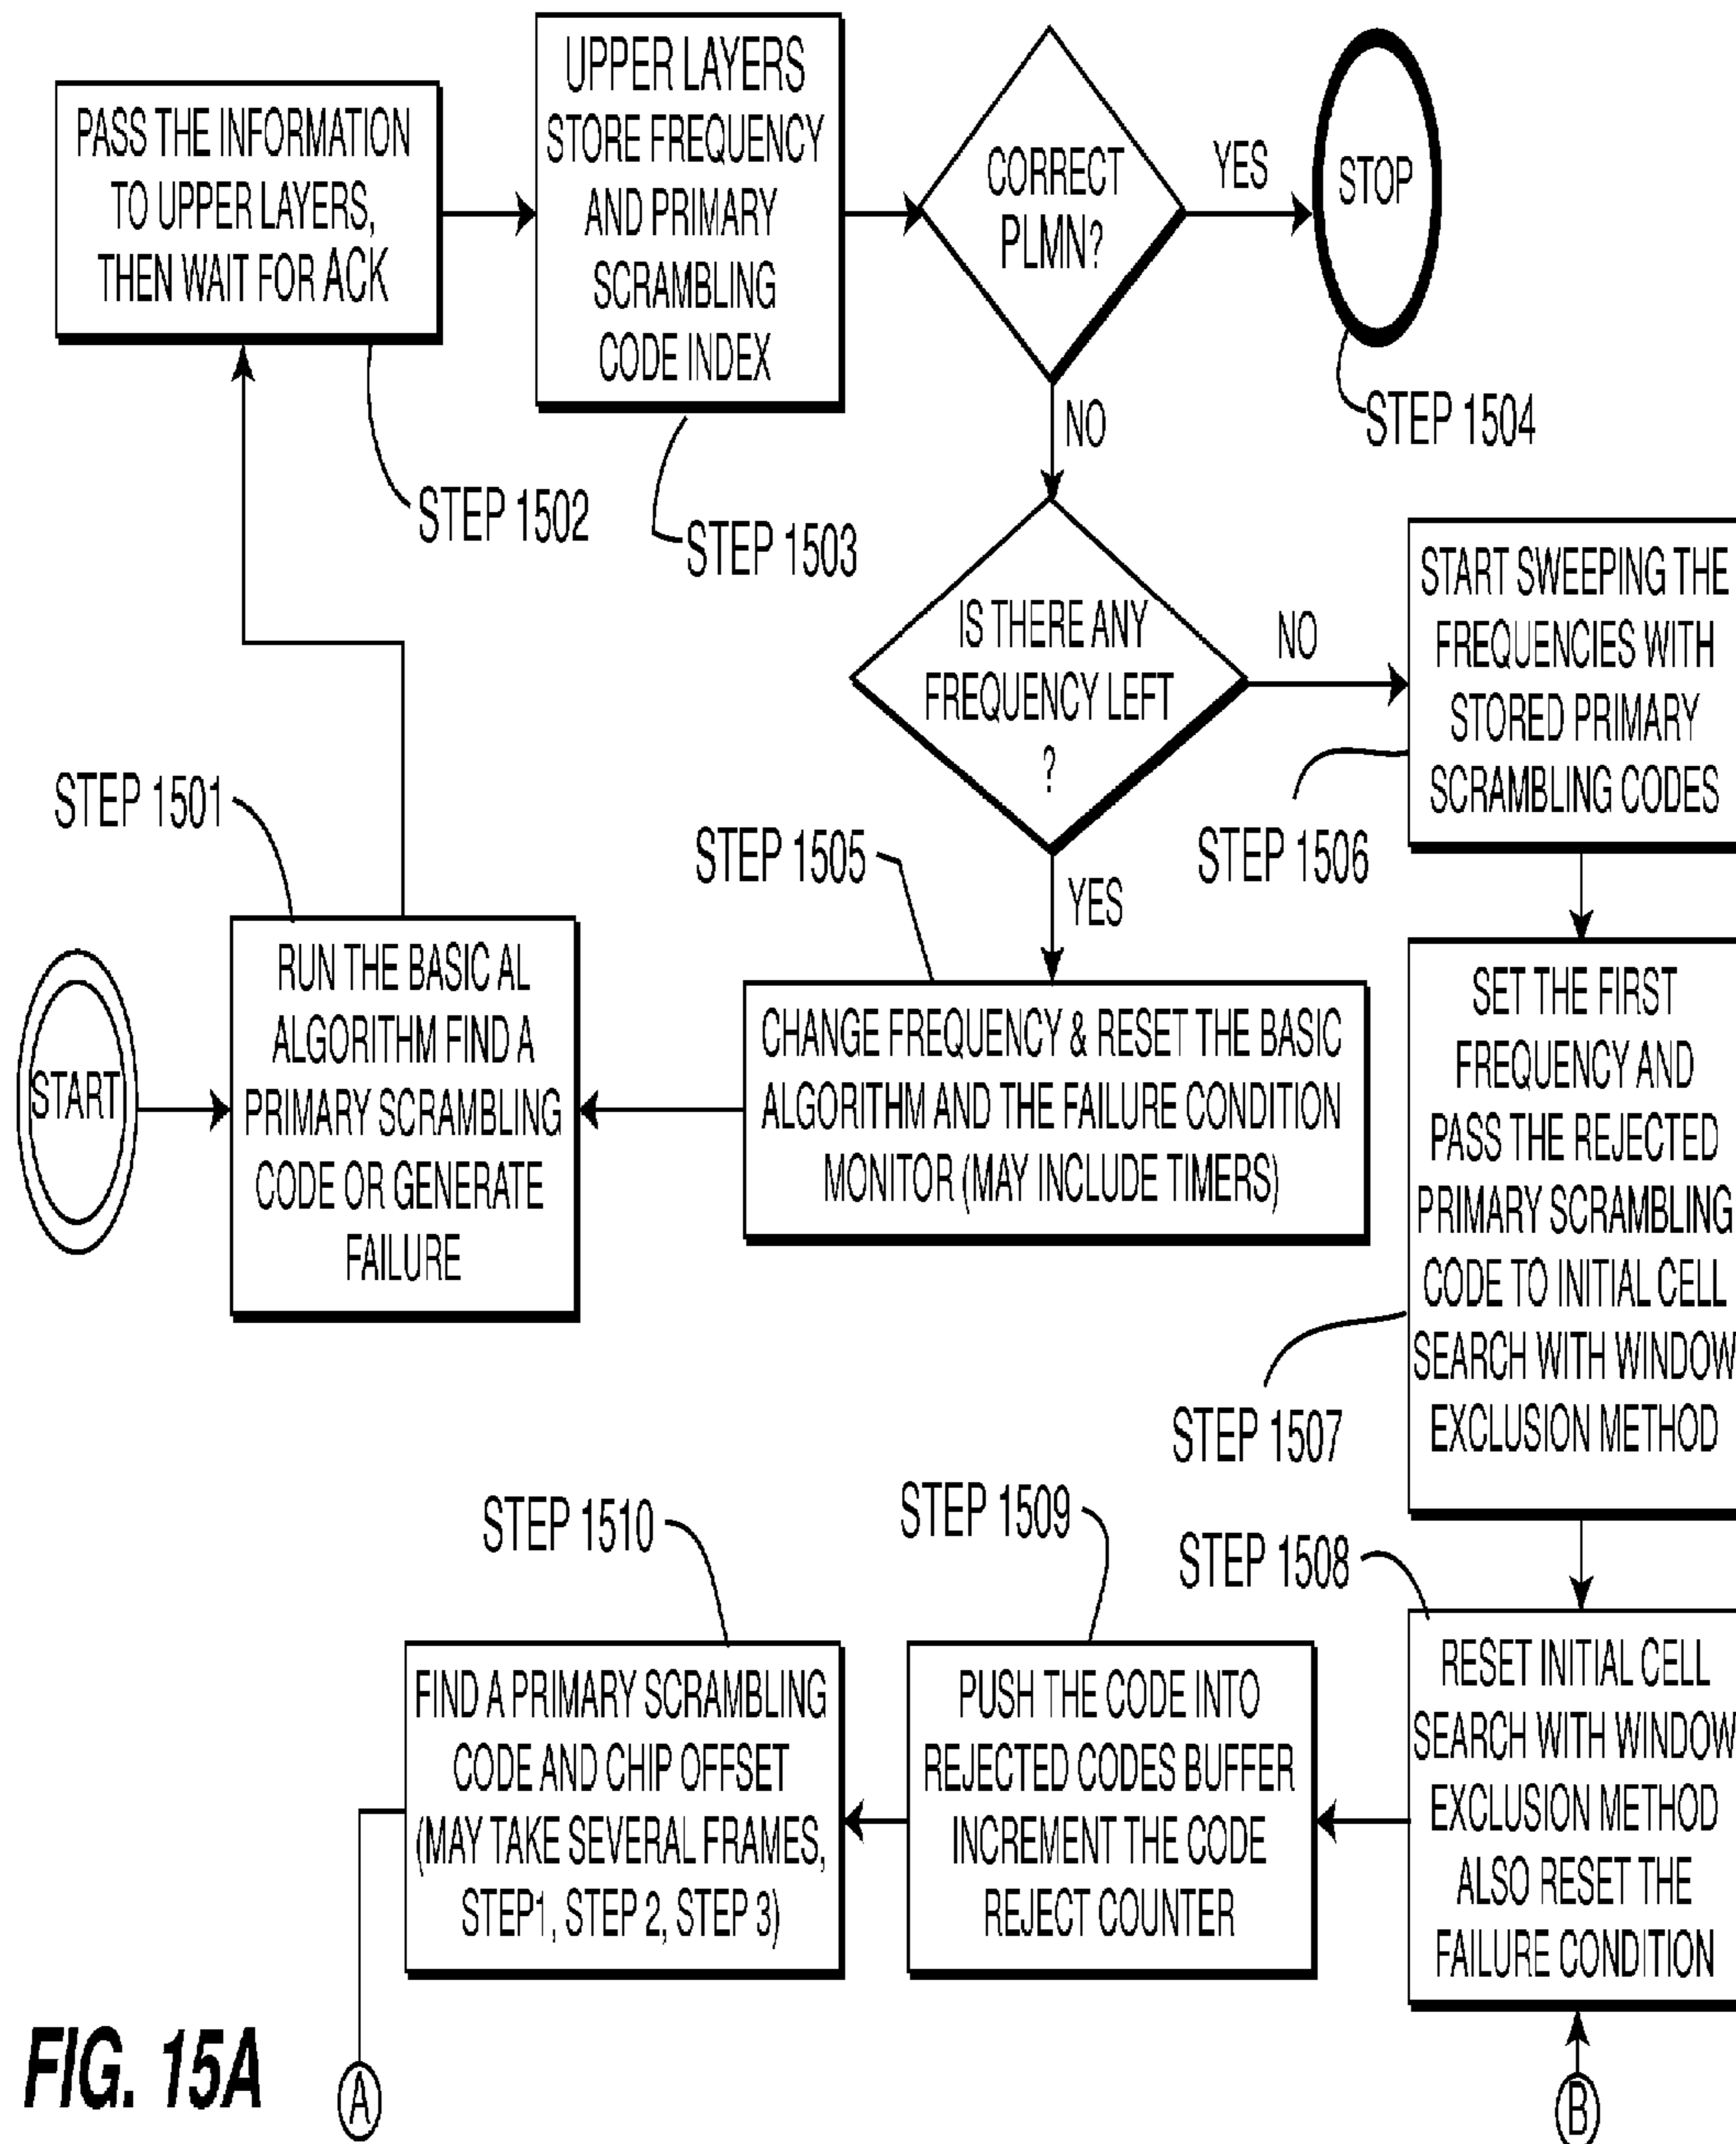 PASS THE INFORMATION
TO UPPER LAYERS,
THEN WAIT FOR ACK
UPPER LAYERS
STORE FREQUENCY
AND PRIMARY
SCRAMBLING
CODE INDEX
CORRECT
PLMN?
YES
STOP
STEP 1504
NO
STEP 1502
STEP 1503
IS THERE ANY
FREQUENCY LEFT
?
NO
START SWEEPING THE
FREQUENCIES WITH
STORED PRIMARY
SCRAMBLING CODES
STEP 1506
STEP 1501
STEP 1505
YES
START
RUN THE BASIC AL
ALGORITHM FIND A
PRIMARY SCRAMBLING
CODE OR GENERATE
FAILURE
CHANGE FREQUENCY & RESET THE BASIC
ALGORITHM AND THE FAILURE CONDITION
MONITOR (MAY INCLUDE TIMERS)
SET THE FIRST
FREQUENCY AND
PASS THE REJECTED
PRIMARY SCRAMBLING
CODE TO INITIAL CELL
SEARCH WITH WINDOW
EXCLUSION METHOD
STEP 1507
STEP 1510
STEP 1509
STEP 1508
FIND A PRIMARY SCRAMBLING
CODE AND CHIP OFFSET
(MAY TAKE SEVERAL FRAMES,
STEP1, STEP 2, STEP 3)
PUSH THE CODE INTO
REJECTED CODES BUFFER
INCREMENT THE CODE
REJECT COUNTER
RESET INITIAL CELL
SEARCH WITH WINDOW
EXCLUSION METHOD
ALSO RESET THE
FAILURE CONDITION
FIG. 15A
A
B